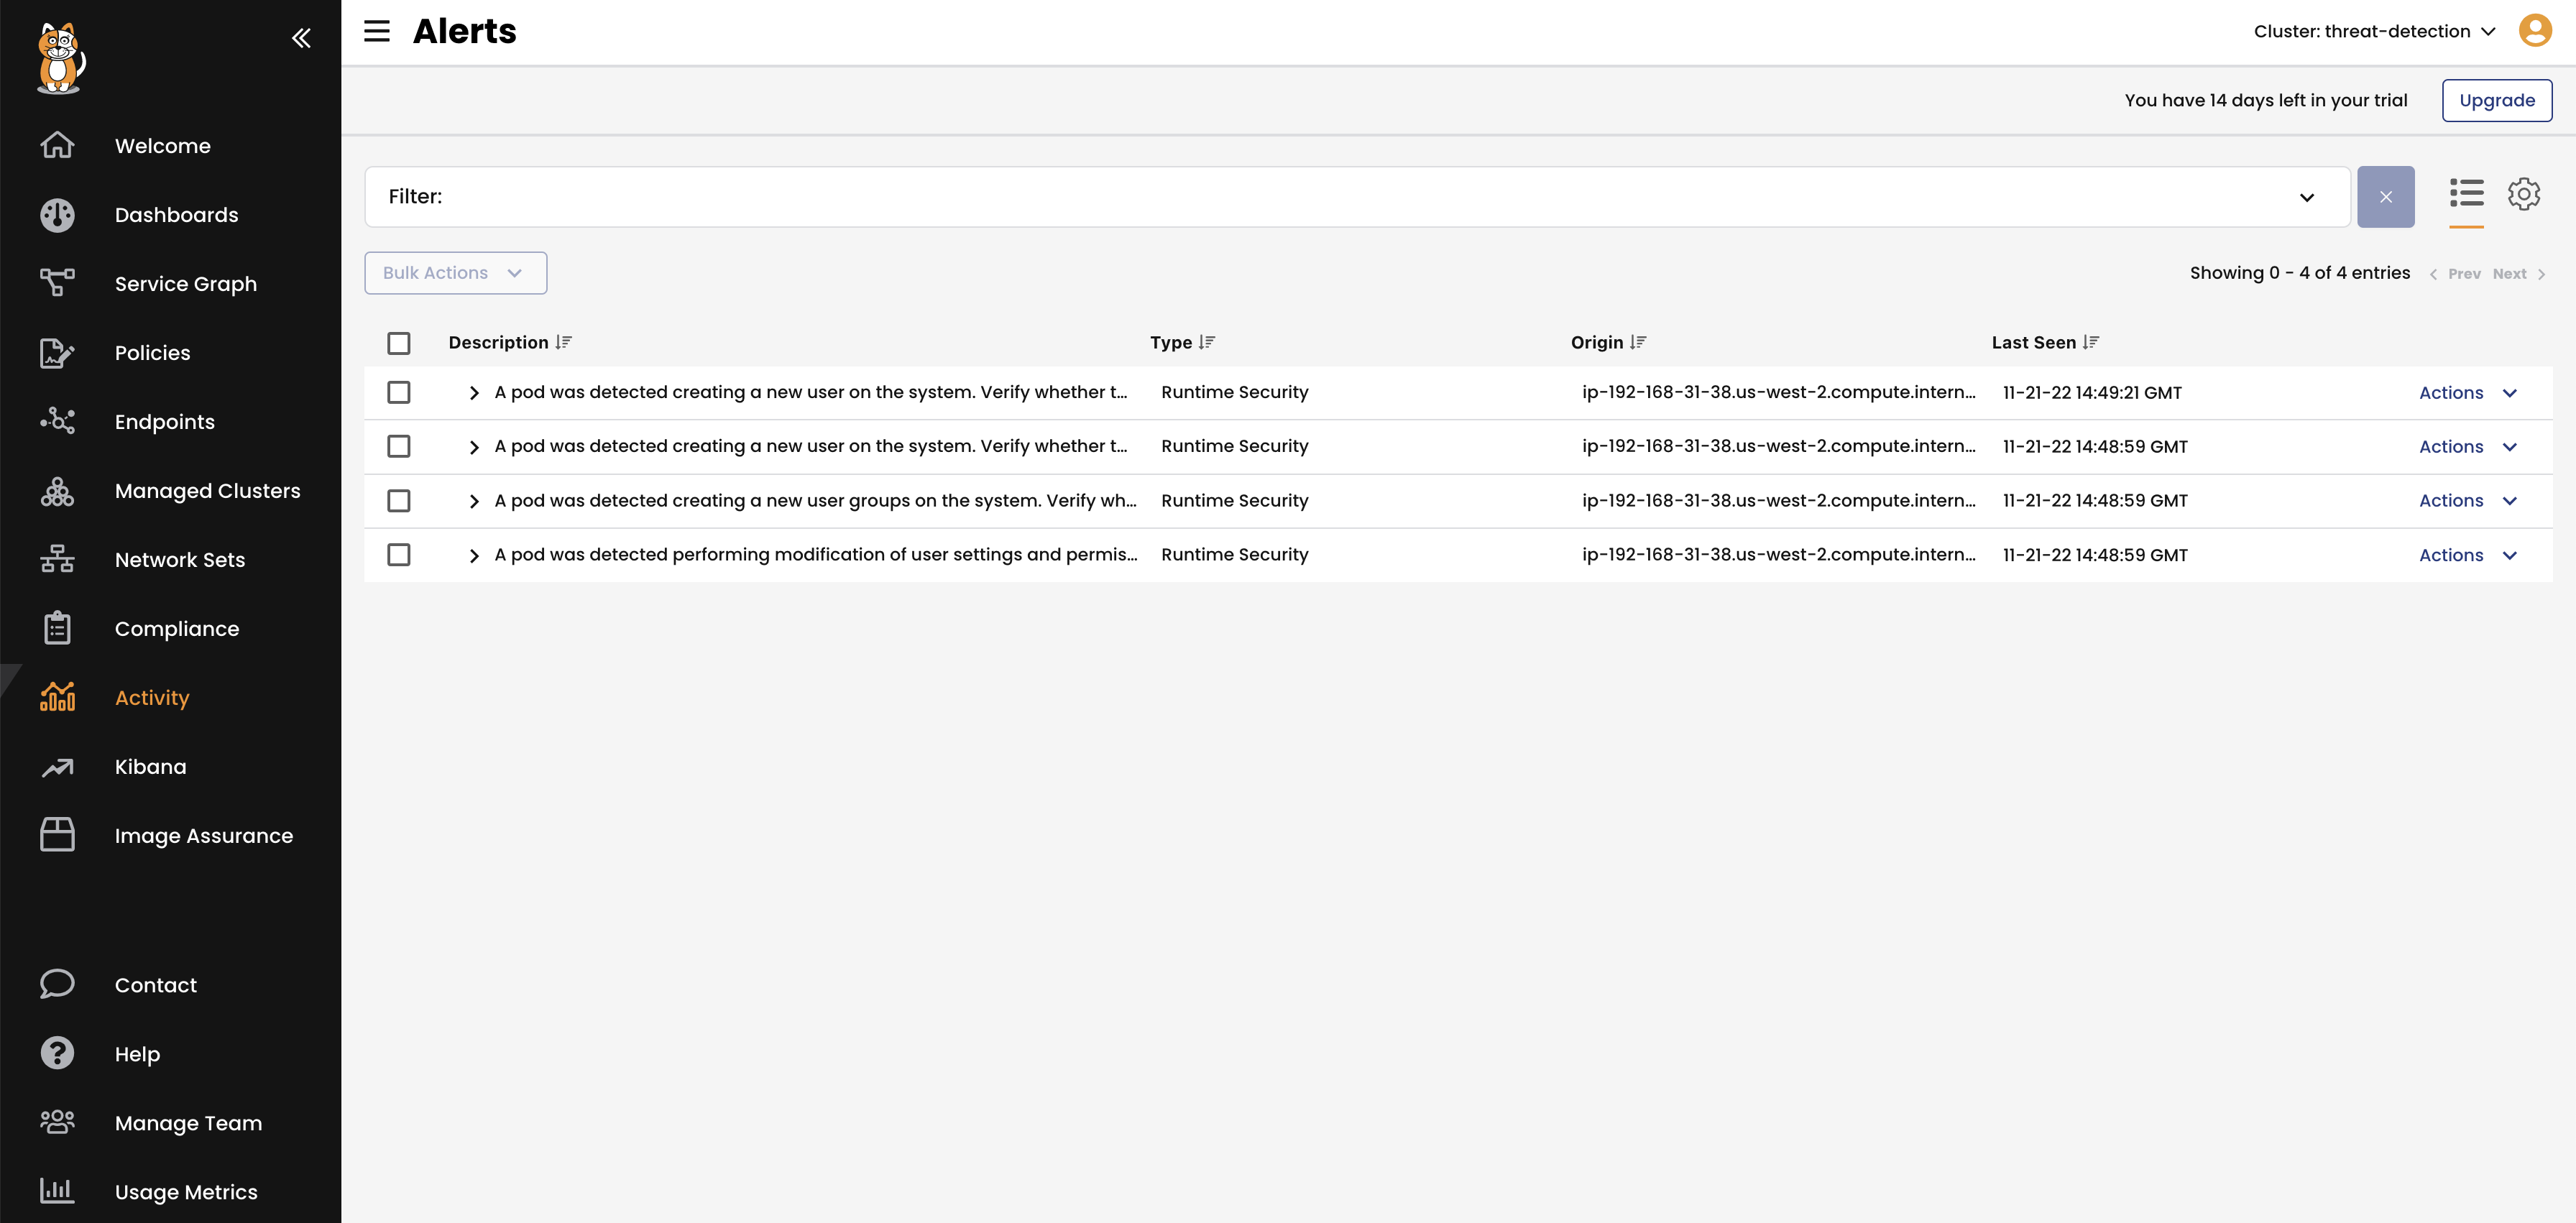 Welcome
Dashboards
Service Graph
Policies
Endpoints
Managed Clusters
Network Sets
Compliance
Activity
Kibana
Image Assurance
Contact
Help
Manage Team
Usage Metrics
Alerts
Cluster: threat-detection
You have 14 days left in your trial
Upgrade
Filter:
Bulk Actions
Showing 0 - 4 of 4 entries
Prev Next
Description Type Origin Last Seen
A pod was detected creating a new user on the system. Verify whether t... Runtime Security ip-192-168-31-38.us-west-2.compute.intern... 11-21-22 14:49:21 GMT Actions
A pod was detected creating a new user on the system. Verify whether t... Runtime Security ip-192-168-31-38.us-west-2.compute.intern... 11-21-22 14:48:59 GMT Actions
A pod was detected creating a new user groups on the system. Verify wh... Runtime Security ip-192-168-31-38.us-west-2.compute.intern... 11-21-22 14:48:59 GMT Actions
A pod was detected performing modification of user settings and permis... Runtime Security ip-192-168-31-38.us-west-2.compute.intern... 11-21-22 14:48:59 GMT Actions